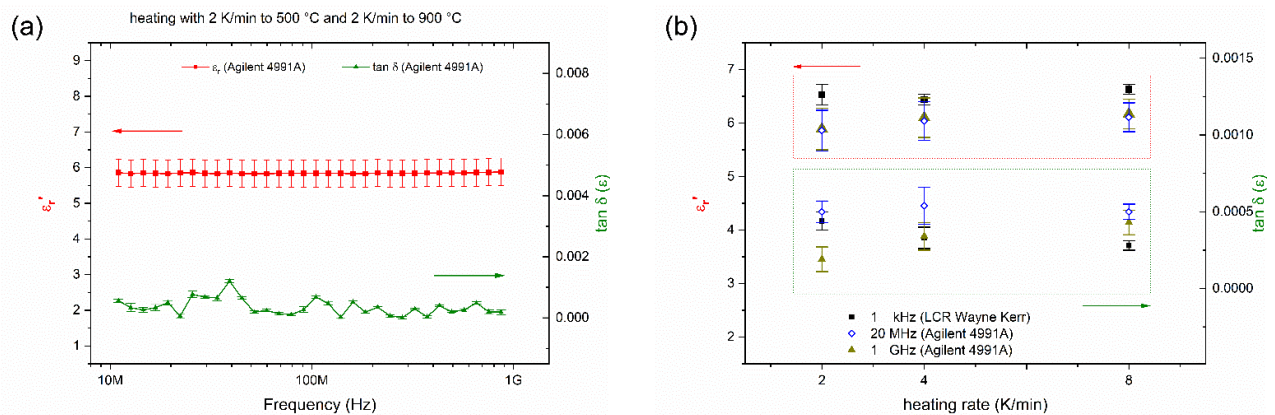 heating with 2 K/min to 500 °C and 2 K/min to 900 °C
(a)
εr (Agilent 4991A)
tan δ (Agilent 4991A)
9
8
7
6
5
4
3
2
1
εr'
0.008
0.006
0.004
0.002
0.000
tan δ (ε)
10M
100M
1G
Frequency (Hz)
(b)
7
6
5
4
3
2
εr'
0.0015
0.0010
0.0005
0.0000
tan δ (ε)
1 kHz (LCR Wayne Kerr)
20 MHz (Agilent 4991A)
1 GHz (Agilent 4991A)
2
4
8
heating rate (K/min)